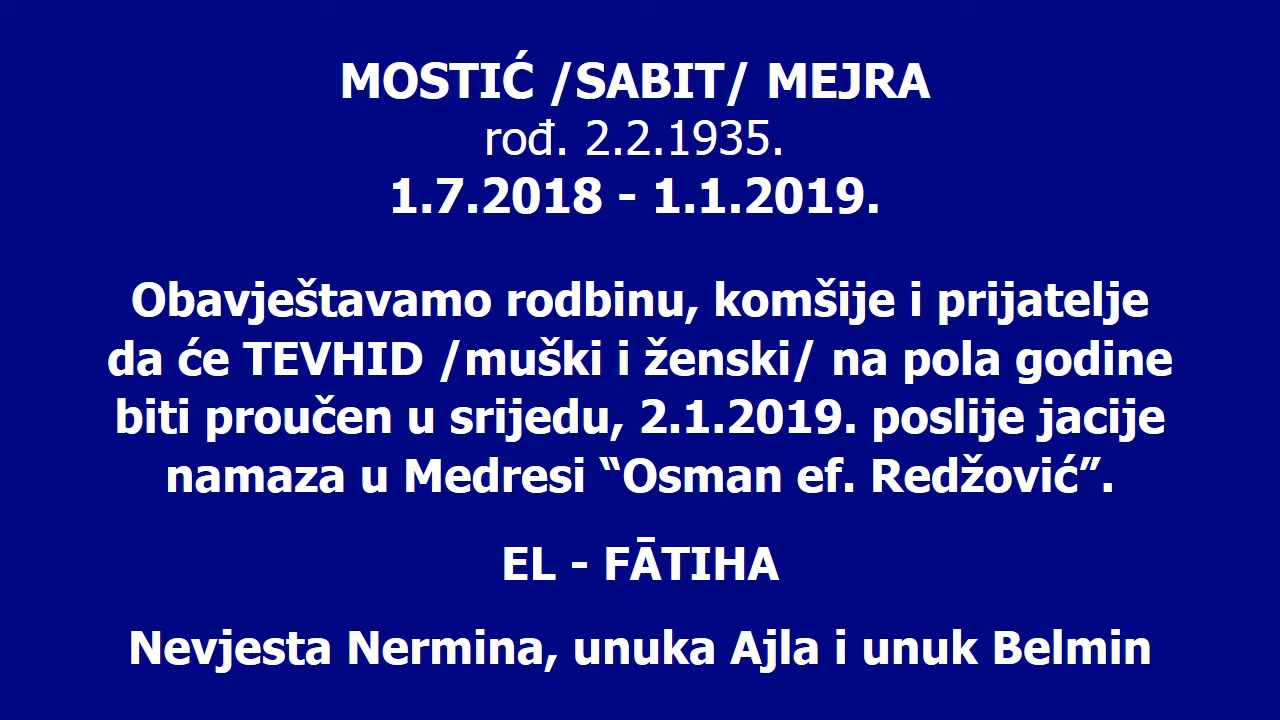 MOSTIĆ /SABIT/ MEJRA
rođ. 2.2.1935.
1.7.2018 - 1.1.2019.
Obavještavamo rodbinu, komšije i prijatelje
da će TEVHID /muški i ženski/ na pola godine
biti proučen u srijedu, 2.1.2019. poslije jacije
namaza u Medresi “Osman ef. Redžović”.
EL - FĀTIHA
Nevjesta Nermina, unuka Ajla i unuk Belmin